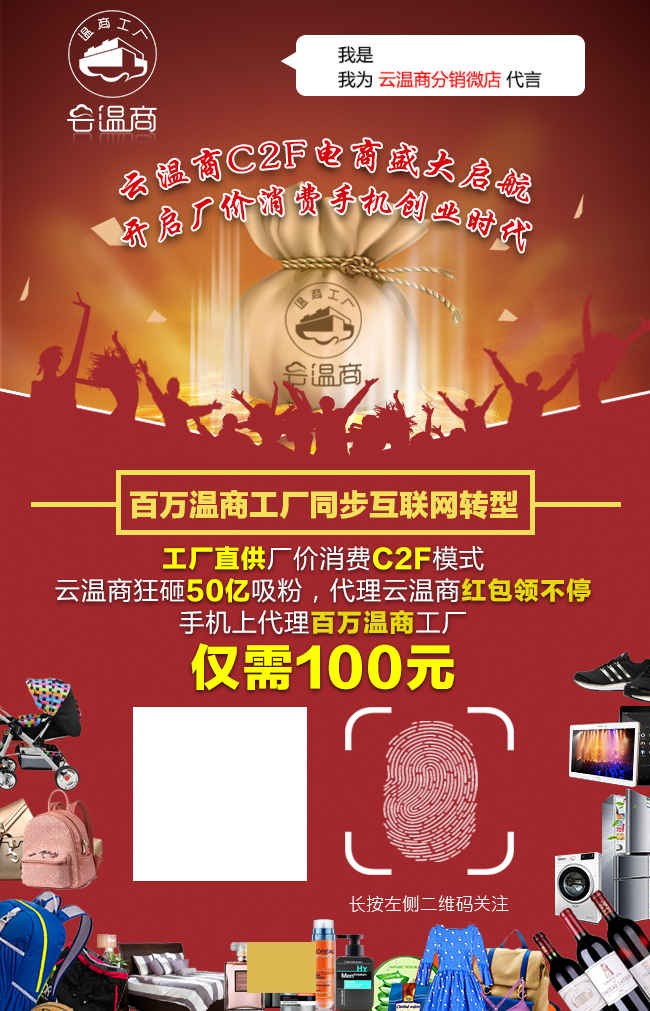 温商工厂
云温商
我是
我为 云温商分销微店 代言
云温商C2F电商盛大启航
开启厂价消费手机创业时代
温商工厂
云温商
百万温商工厂同步互联网转型
工厂直供厂价消费C2F模式
云温商狂砸50亿吸粉，代理云温商红包领不停
手机上代理百万温商工厂
仅需100元
长按左侧二维码关注
L'OREAL
Hy
Men
NATURE REPUBLIC